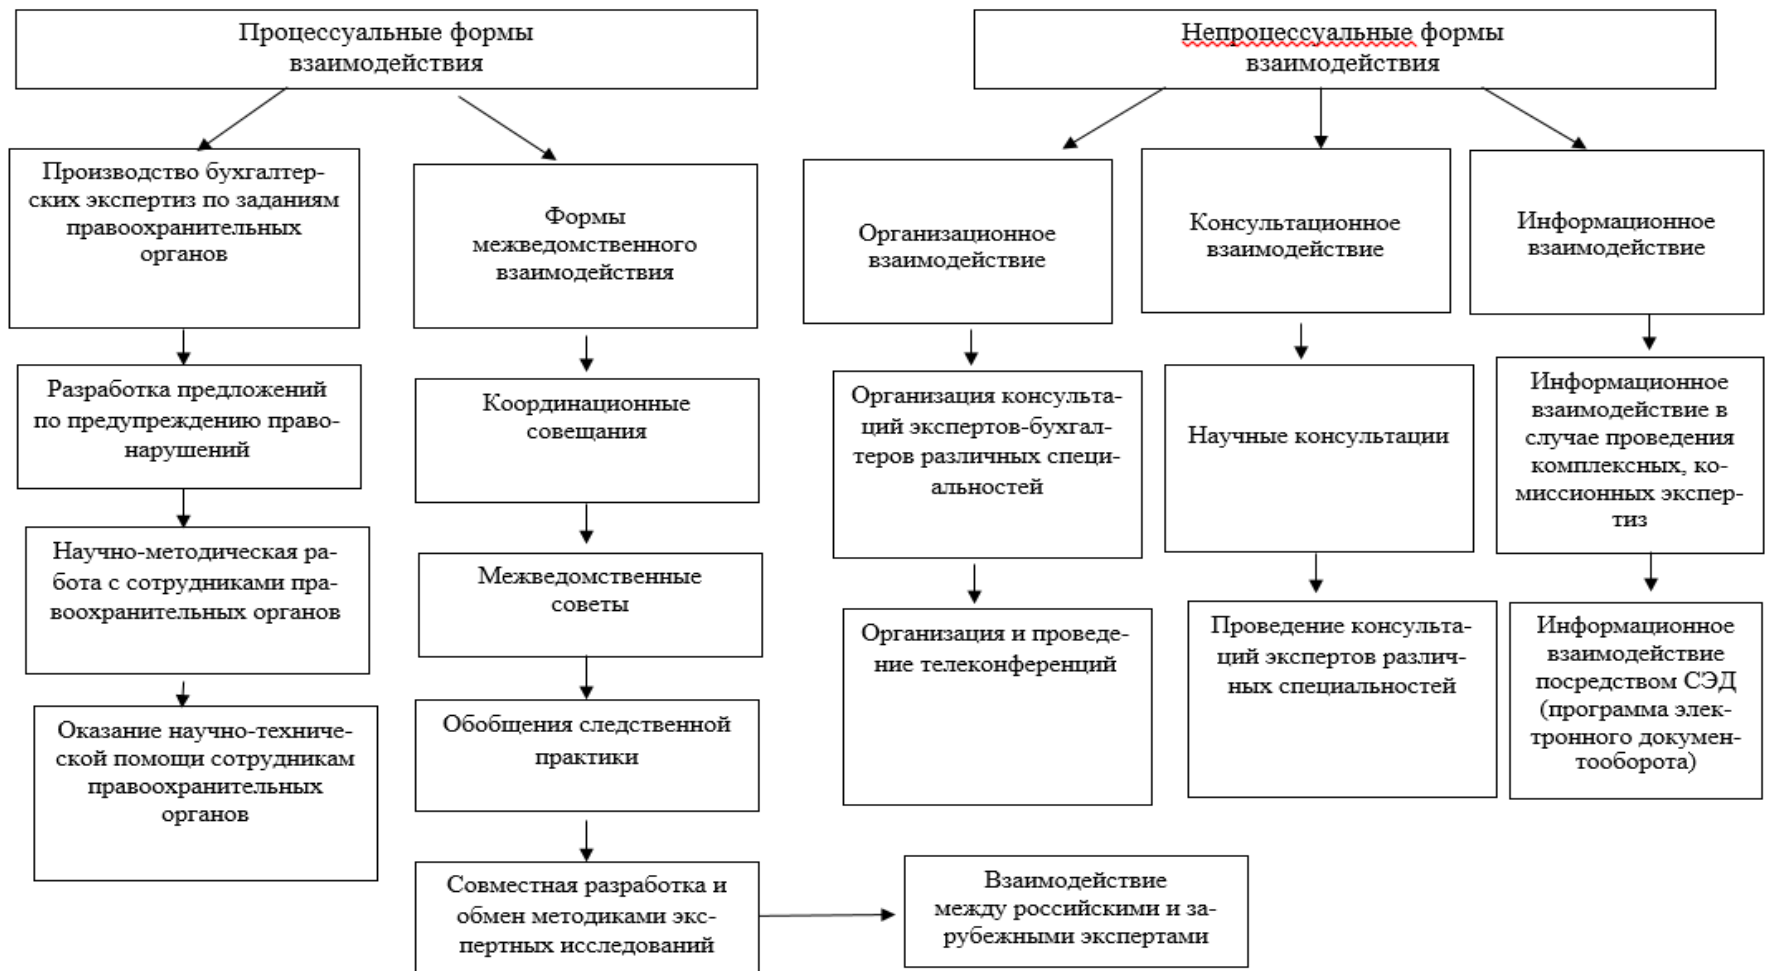 Процессуальные формы
взаимодействия
Непроцессуальные формы
взаимодействия
Производство бухгалтер-
ских экспертиз по заданиям
правоохранительных
органов
Формы
межведомственного
взаимодействия
Организационное
взаимодействие
Консультационное
взаимодействие
Информационное
взаимодействие
Разработка предложений
по предупреждению право-
нарушений
Координационные
совещания
Организация консульта-
ций экспертов-бухгал-
теров различных специ-
альностей
Научные консультации
Информационное
взаимодействие в
случае проведения
комплексных, ко-
миссионных экспер-
тиз
Научно-методическая ра-
бота с сотрудниками пра-
воохранительных органов
Межведомственные
советы
Организация и проведе-
ние телеконференций
Проведение консульта-
ций экспертов различ-
ных специальностей
Информационное
взаимодействие
посредством СЭД
(программа элек-
тронного докумен-
тооборота)
Оказание научно-техниче-
ской помощи сотрудникам
правоохранительных
органов
Обобщения следственной
практики
Совместная разработка и
обмен методиками экс-
пертных исследований
Взаимодействие
между российскими и за-
рубежными экспертами